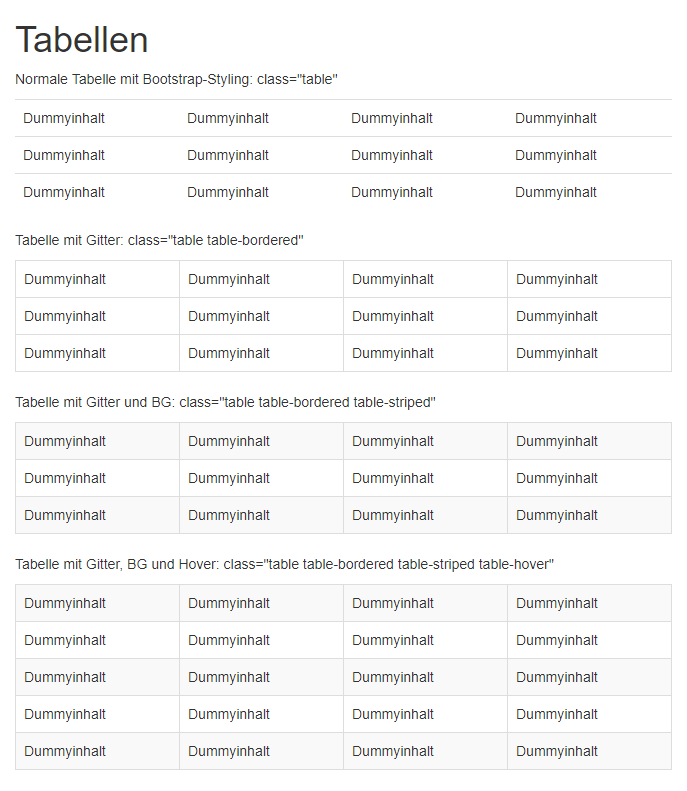 Tabellen
Normale Tabelle mit Bootstrap-Styling: class="table"
Dummyinhalt Dummyinhalt Dummyinhalt Dummyinhalt
Dummyinhalt Dummyinhalt Dummyinhalt Dummyinhalt
Dummyinhalt Dummyinhalt Dummyinhalt Dummyinhalt
Tabelle mit Gitter: class="table table-bordered"
Dummyinhalt Dummyinhalt Dummyinhalt Dummyinhalt
Dummyinhalt Dummyinhalt Dummyinhalt Dummyinhalt
Dummyinhalt Dummyinhalt Dummyinhalt Dummyinhalt
Tabelle mit Gitter und BG: class="table table-bordered table-striped"
Dummyinhalt Dummyinhalt Dummyinhalt Dummyinhalt
Dummyinhalt Dummyinhalt Dummyinhalt Dummyinhalt
Dummyinhalt Dummyinhalt Dummyinhalt Dummyinhalt
Tabelle mit Gitter, BG und Hover: class="table table-bordered table-striped table-hover"
Dummyinhalt Dummyinhalt Dummyinhalt Dummyinhalt
Dummyinhalt Dummyinhalt Dummyinhalt Dummyinhalt
Dummyinhalt Dummyinhalt Dummyinhalt Dummyinhalt
Dummyinhalt Dummyinhalt Dummyinhalt Dummyinhalt
Dummyinhalt Dummyinhalt Dummyinhalt Dummyinhalt